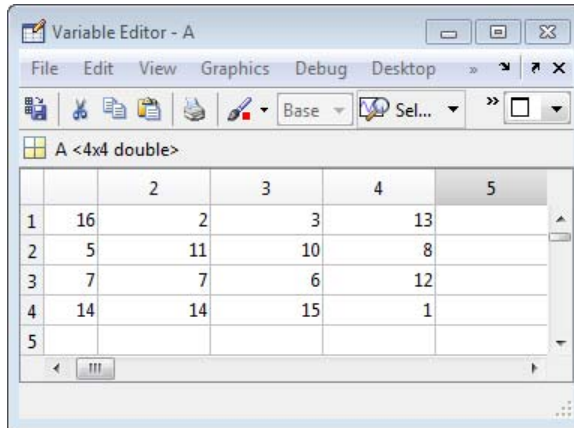 Variable Editor - A
File Edit View Graphics Debug Desktop »
Base Sel... »
A <4x4 double>
2 3 4 5
1 16 2 3 13
2 5 11 10 8
3 7 7 6 12
4 14 14 15 1
5